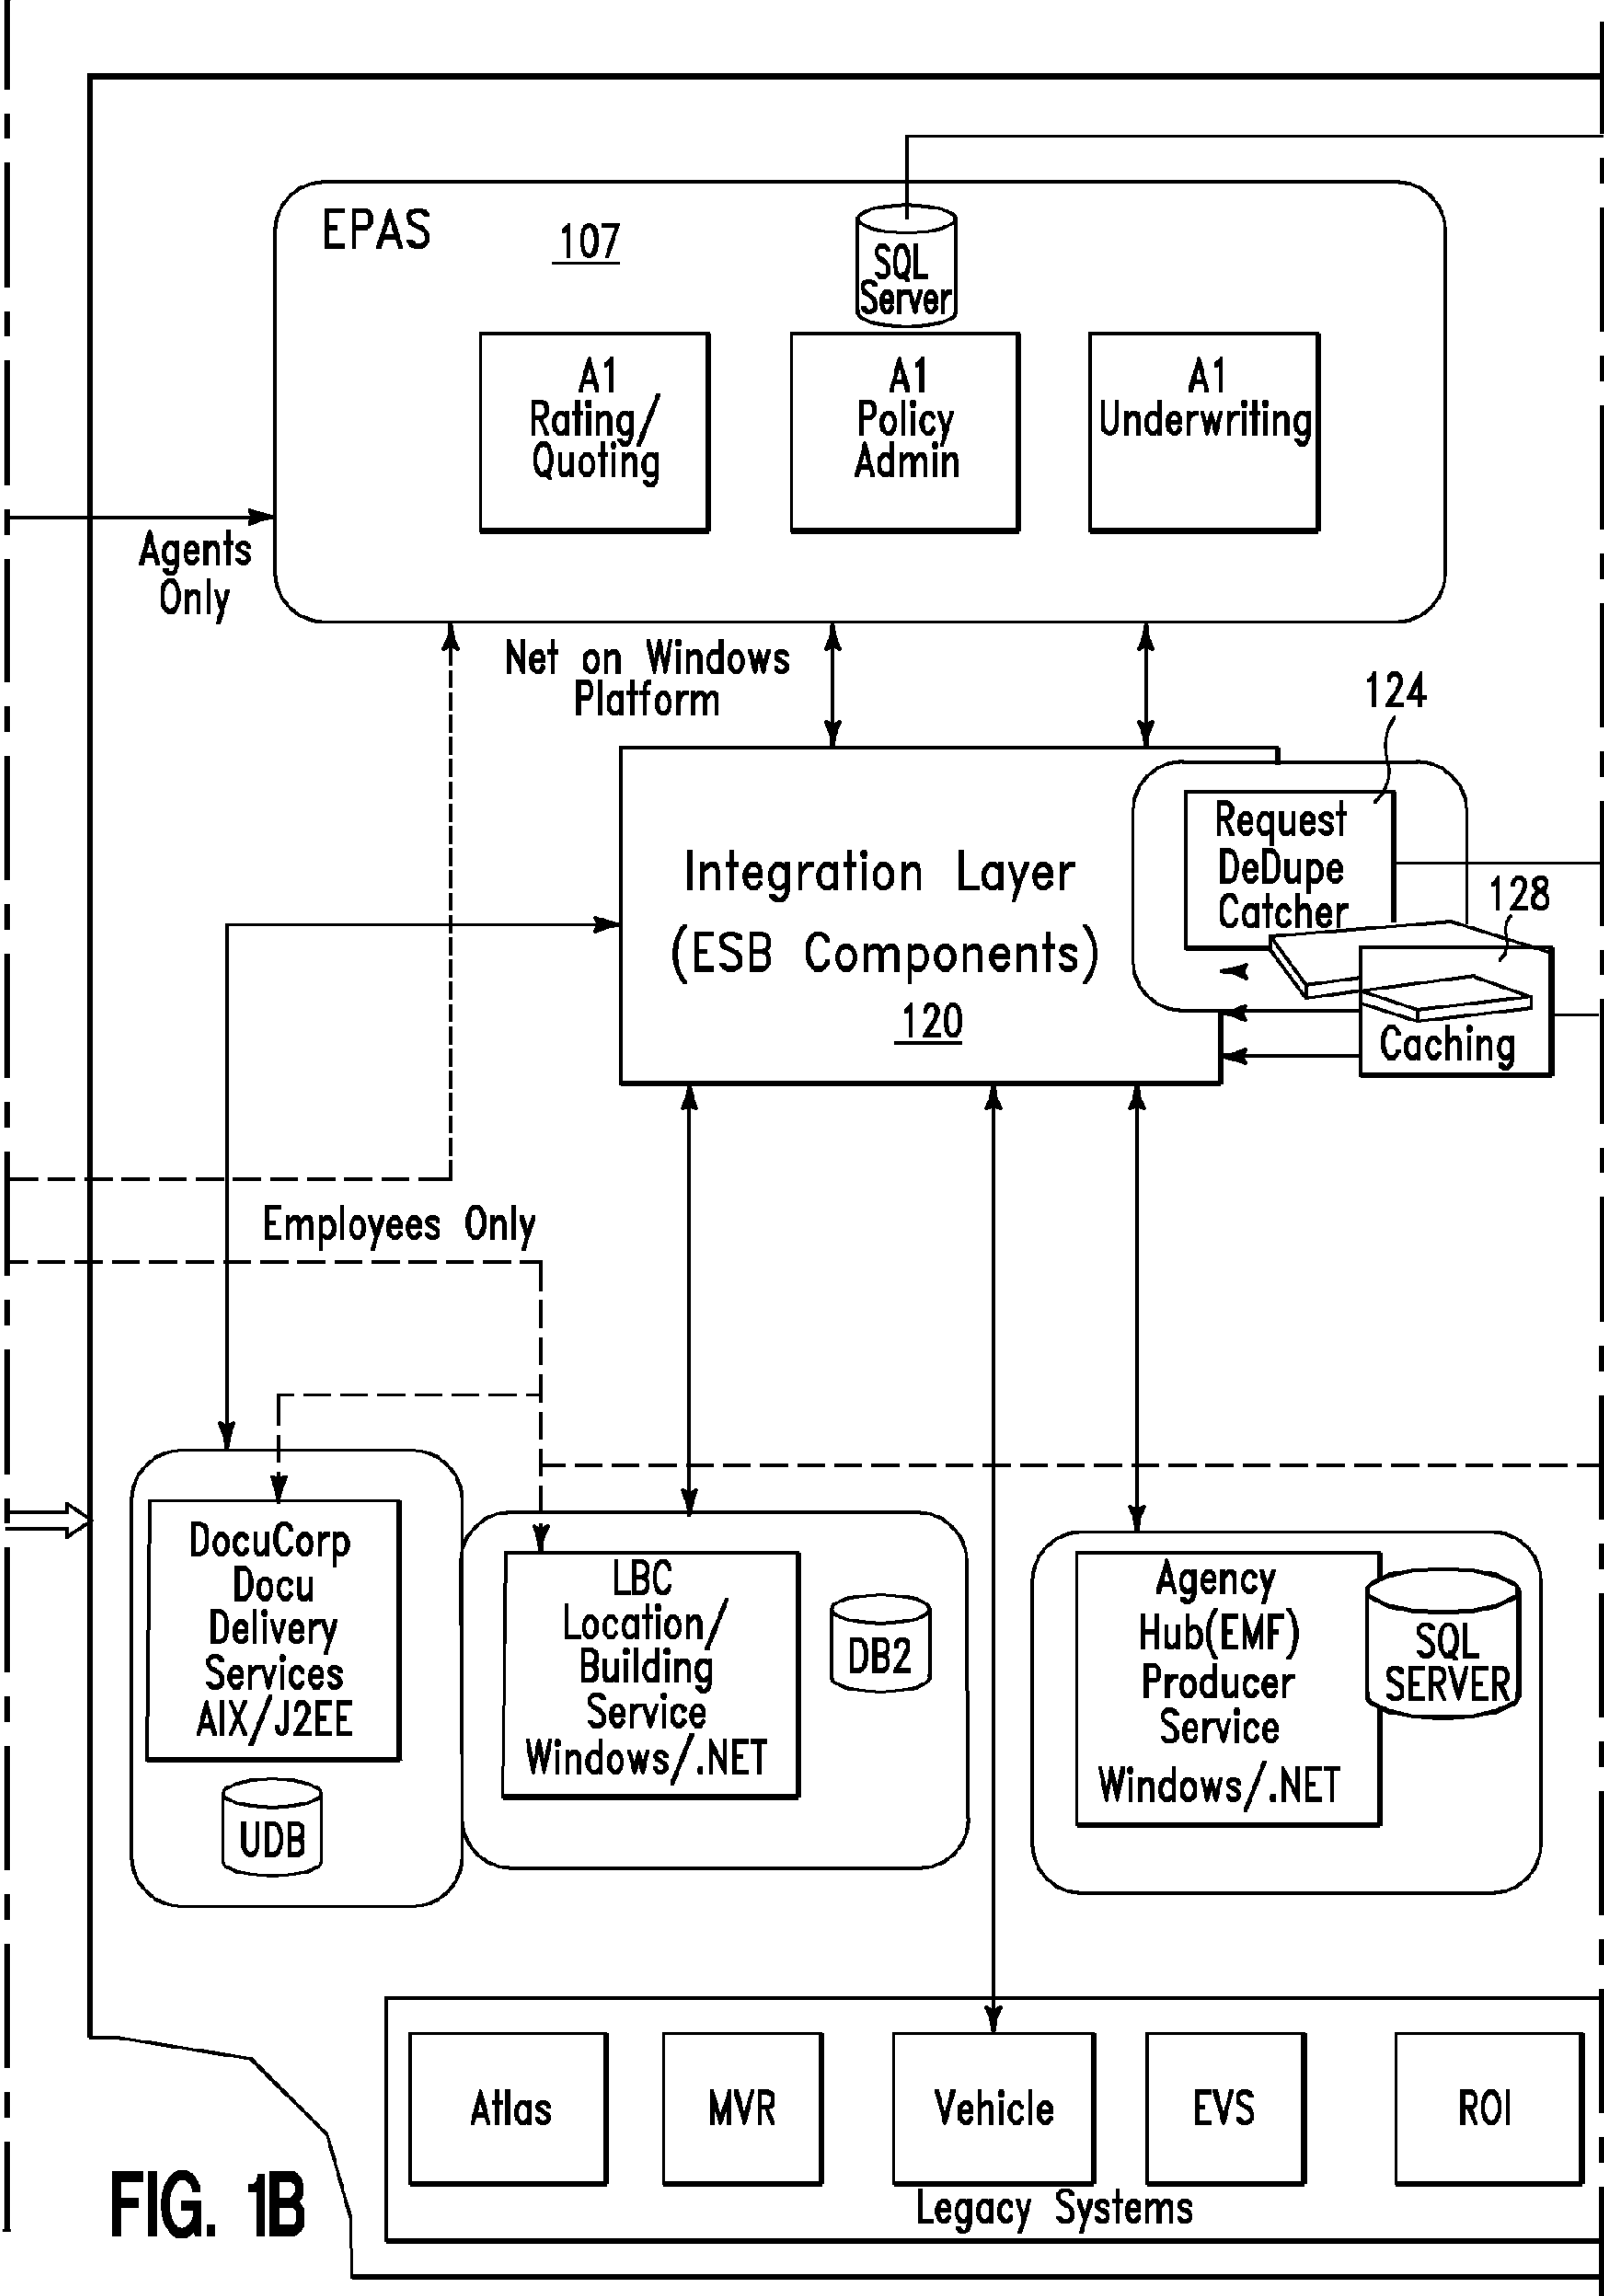 EPAS
107
SQL
Server
A1
Rating/
Quoting
A1
Policy
Admin
A1
Underwriting
Agents
Only
Net on Windows
Platform
124
Request
DeDupe
Catcher
128
Integration Layer
(ESB Components)
120
Caching
Employees Only
DocuCorp
Docu
Delivery
Services
AIX/J2EE
UDB
LBC
Location/
Building
Service
Windows/.NET
DB2
Agency
Hub(EMF)
Producer
Service
Windows/.NET
SQL
SERVER
Atlas
MVR
Vehicle
EVS
ROI
Legacy Systems
FIG. 1B